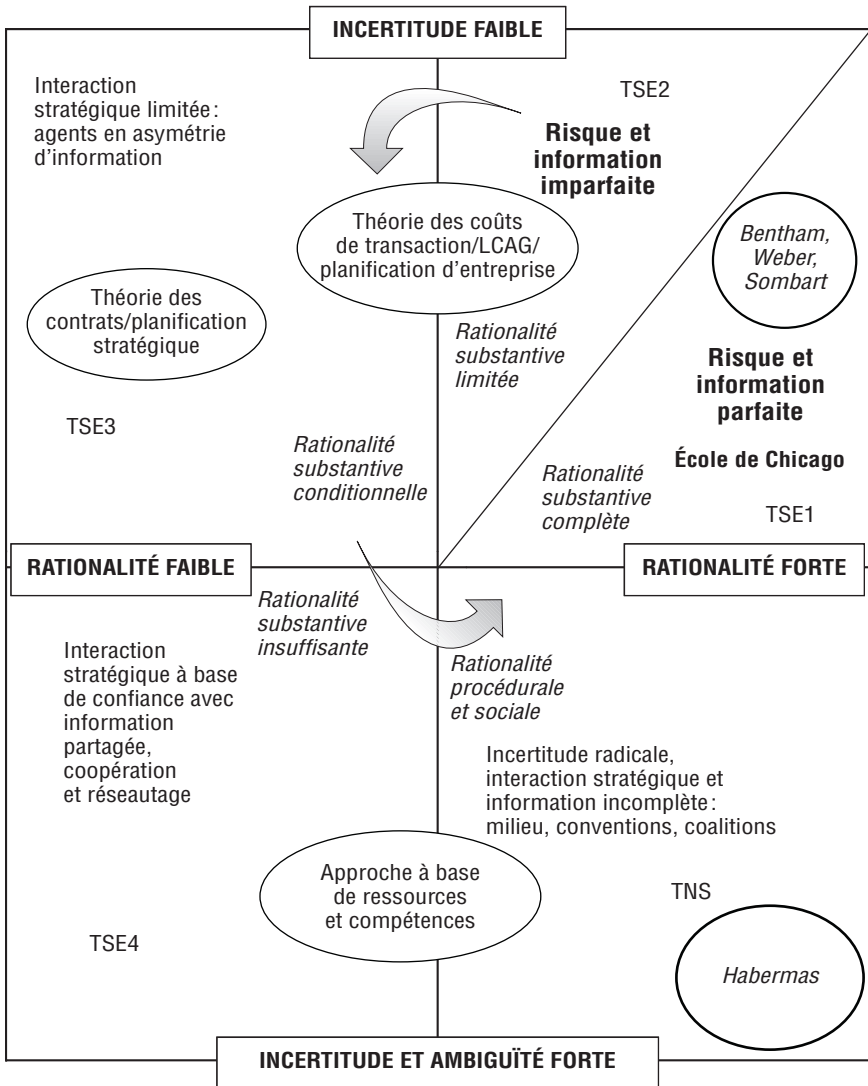 INCERTITUDE FAIBLE
Interaction
stratégique limitée :
agents en asymétrie
d'information
TSE2
Risque et
information
imparfaite
Théorie des coûts
de transaction/LCAG/
planification d'entreprise
Bentham,
Weber,
Sombart
Théorie des
contrats/planification
stratégique
Rationalité
substantive
limitée
Risque et
information
parfaite
TSE3
Rationalité
substantive
conditionnelle
École de Chicago
Rationalité
substantive
complète
TSE1
RATIONALITÉ FAIBLE
RATIONALITÉ FORTE
Rationalité
substantive
insuffisante
Interaction
stratégique à base
de confiance avec
information
partagée,
coopération
et réseautage
Rationalité
procédurale
et sociale
Incertitude radicale,
interaction stratégique et
information incomplète :
milieu, conventions, coalitions
Approche à base
de ressources
et compétences
TNS
TSE4
Habermas
INCERTITUDE ET AMBIGUÏTÉ FORTE